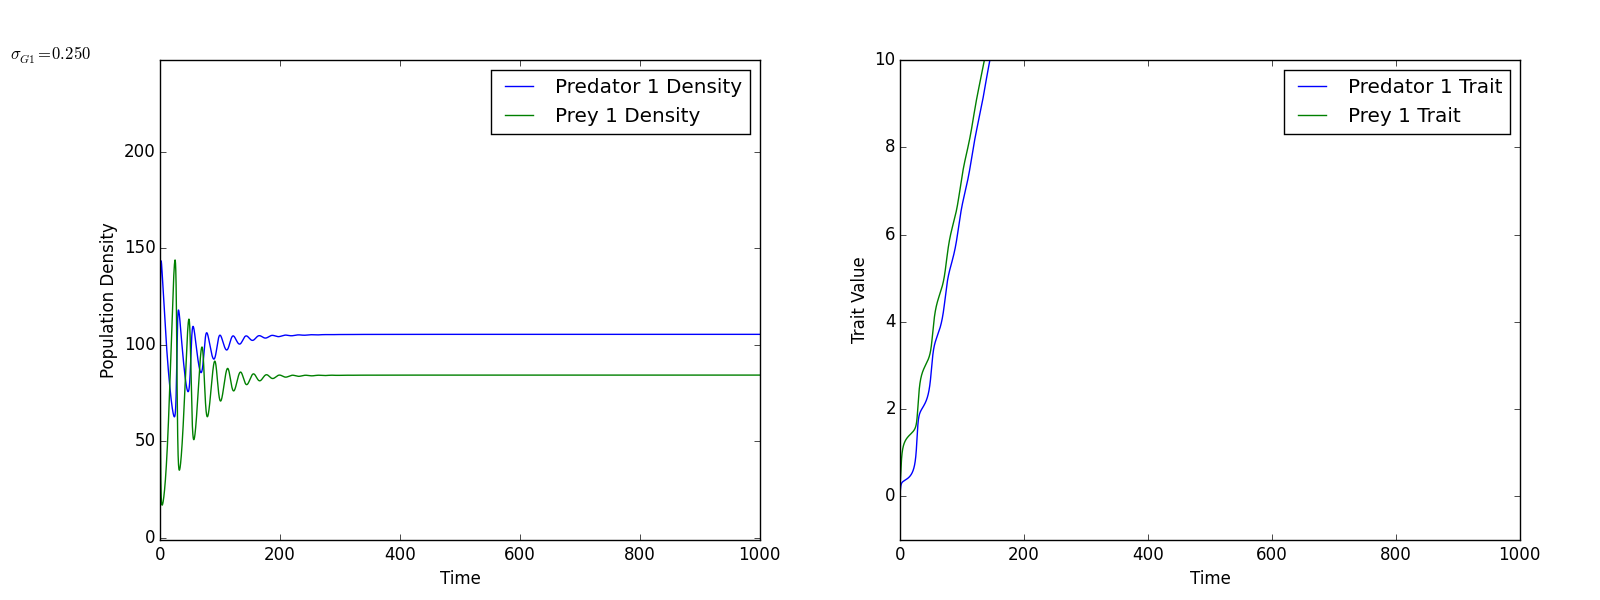 σ_G1=0.250
Predator 1 Density
Prey 1 Density
200
150
100
50
0
Population Density
0 200 400 600 800 1000
Time
Predator 1 Trait
Prey 1 Trait
10
8
6
4
2
0
Trait Value
0 200 400 600 800 1000
Time